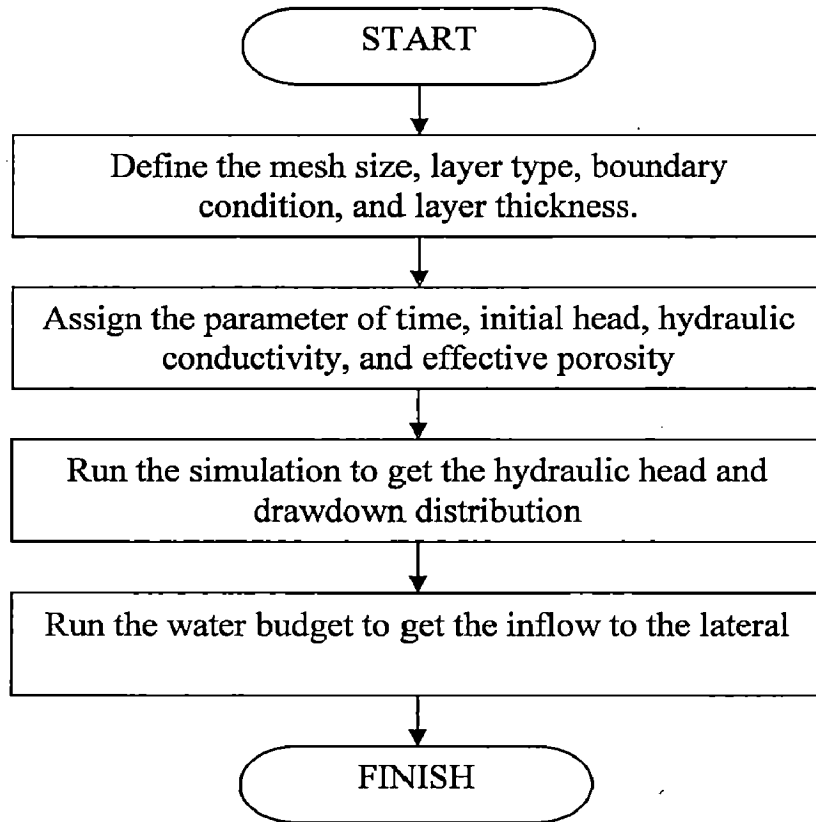 START
Define the mesh size, layer type, boundary
condition, and layer thickness.
Assign the parameter of time, initial head, hydraulic
conductivity, and effective porosity
Run the simulation to get the hydraulic head and
drawdown distribution
Run the water budget to get the inflow to the lateral
FINISH